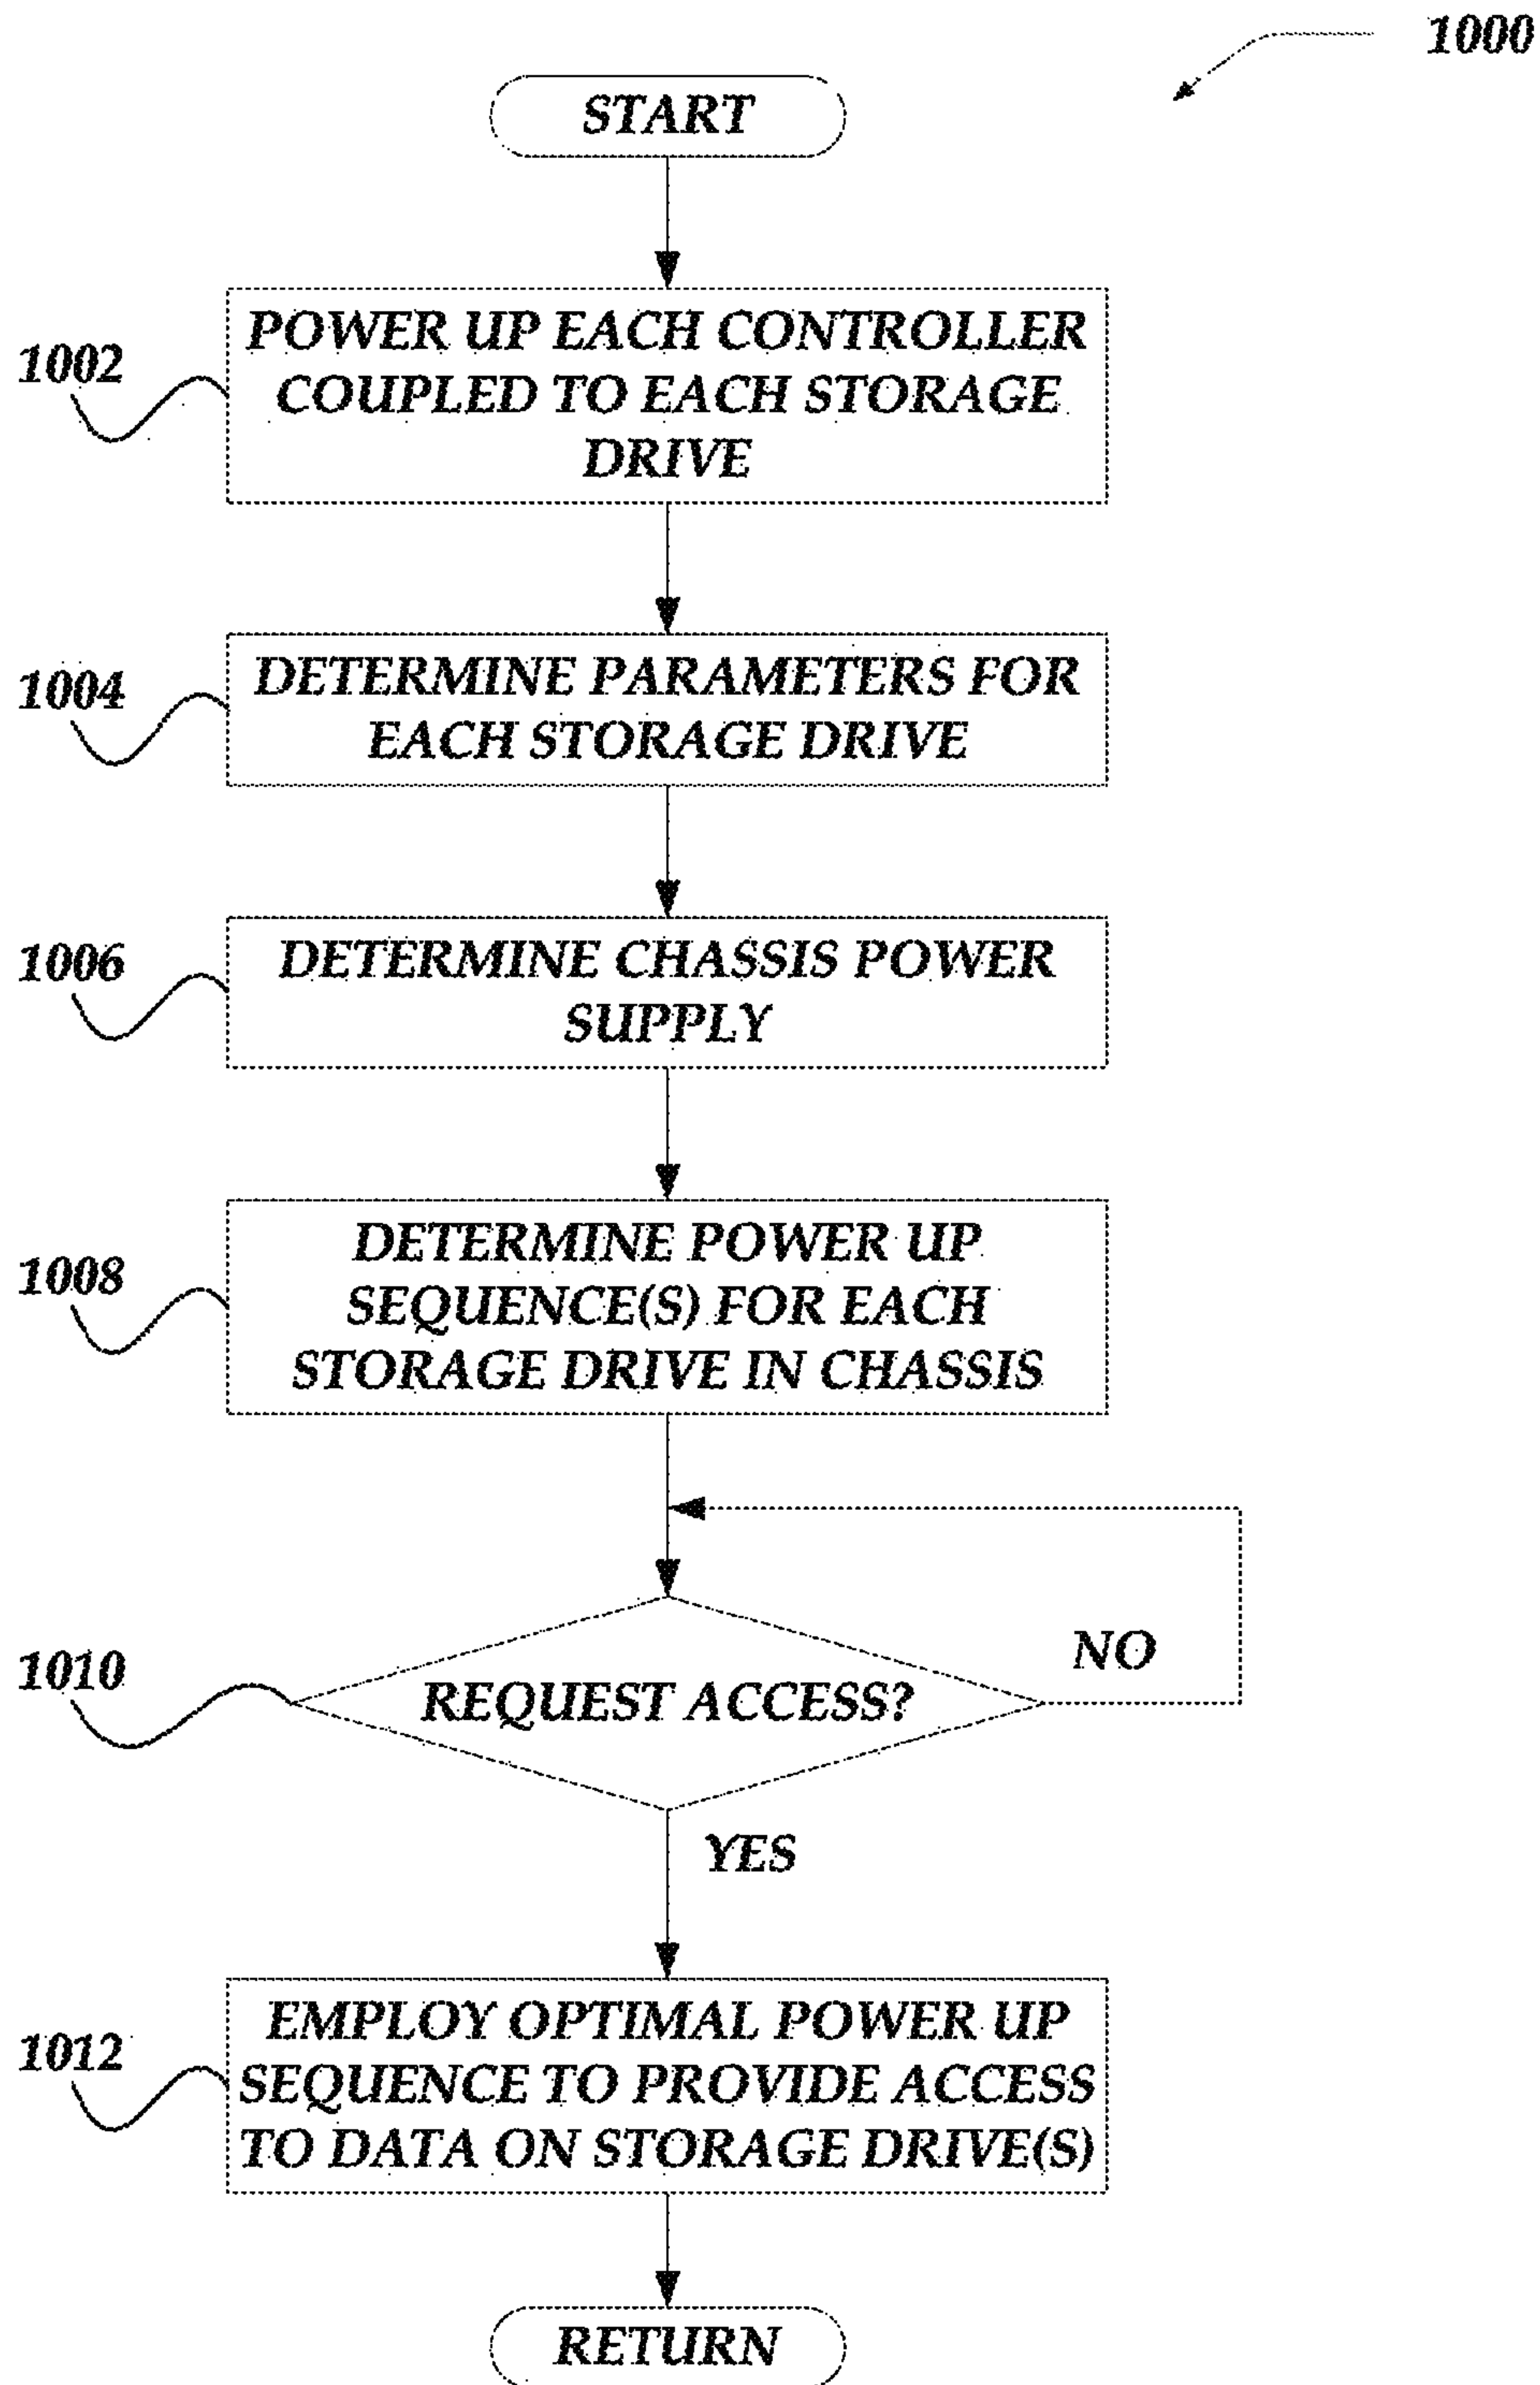 1000
START
1002
POWER UP EACH CONTROLLER
COUPLED TO EACH STORAGE
DRIVE
1004
DETERMINE PARAMETERS FOR
EACH STORAGE DRIVE
1006
DETERMINE CHASSIS POWER
SUPPLY
1008
DETERMINE POWER UP
SEQUENCE(S) FOR EACH
STORAGE DRIVE IN CHASSIS
1010
REQUEST ACCESS?
NO
YES
1012
EMPLOY OPTIMAL POWER UP
SEQUENCE TO PROVIDE ACCESS
TO DATA ON STORAGE DRIVE(S)
RETURN